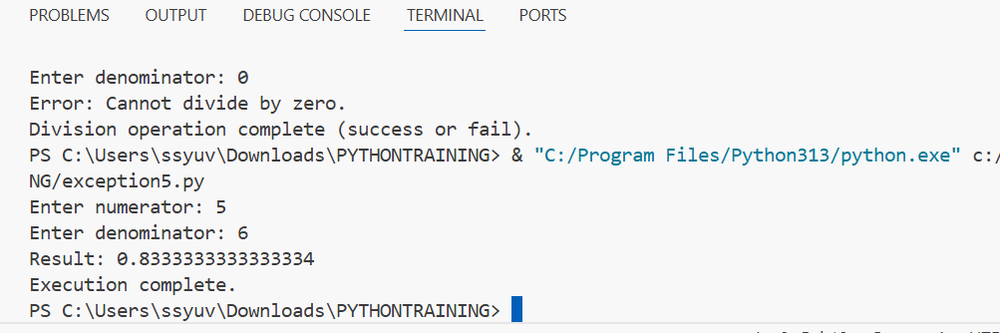 PROBLEMS OUTPUT DEBUG CONSOLE TERMINAL PORTS
Enter denominator: 0
Error: Cannot divide by zero.
Division operation complete (success or fail).
PS C:\Users\ssyuv\Downloads\PYTHONTRAINING> & "C:/Program Files/Python313/python.exe" c:/
NG/exception5.py
Enter numerator: 5
Enter denominator: 6
Result: 0.8333333333333334
Execution complete.
PS C:\Users\ssyuv\Downloads\PYTHONTRAINING>